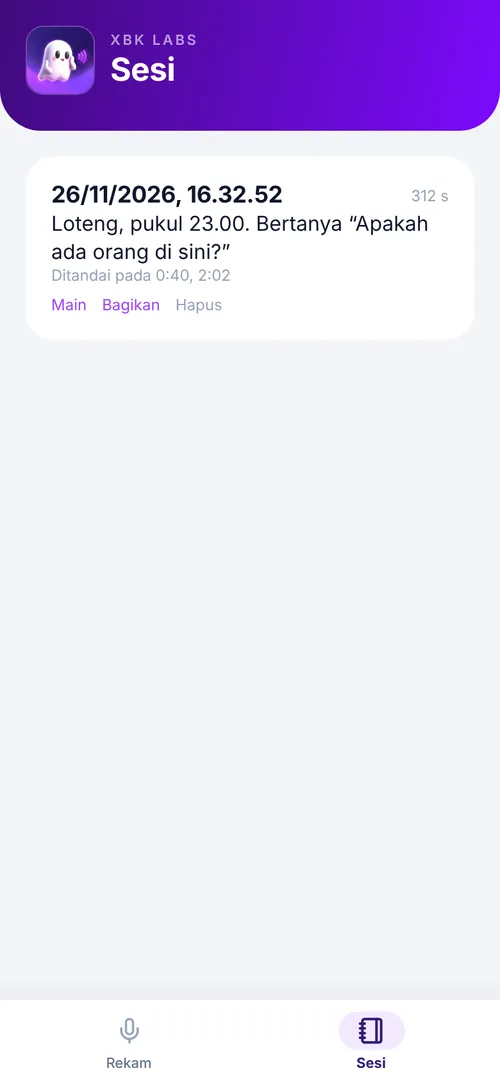 XBK LABS
Sesi
26/11/2026, 16.32.52
312 s
Loteng, pukul 23.00. Bertanya “Apakah
ada orang di sini?”
Ditandai pada 0:40, 2:02
Main Bagikan Hapus
Rekam
Sesi